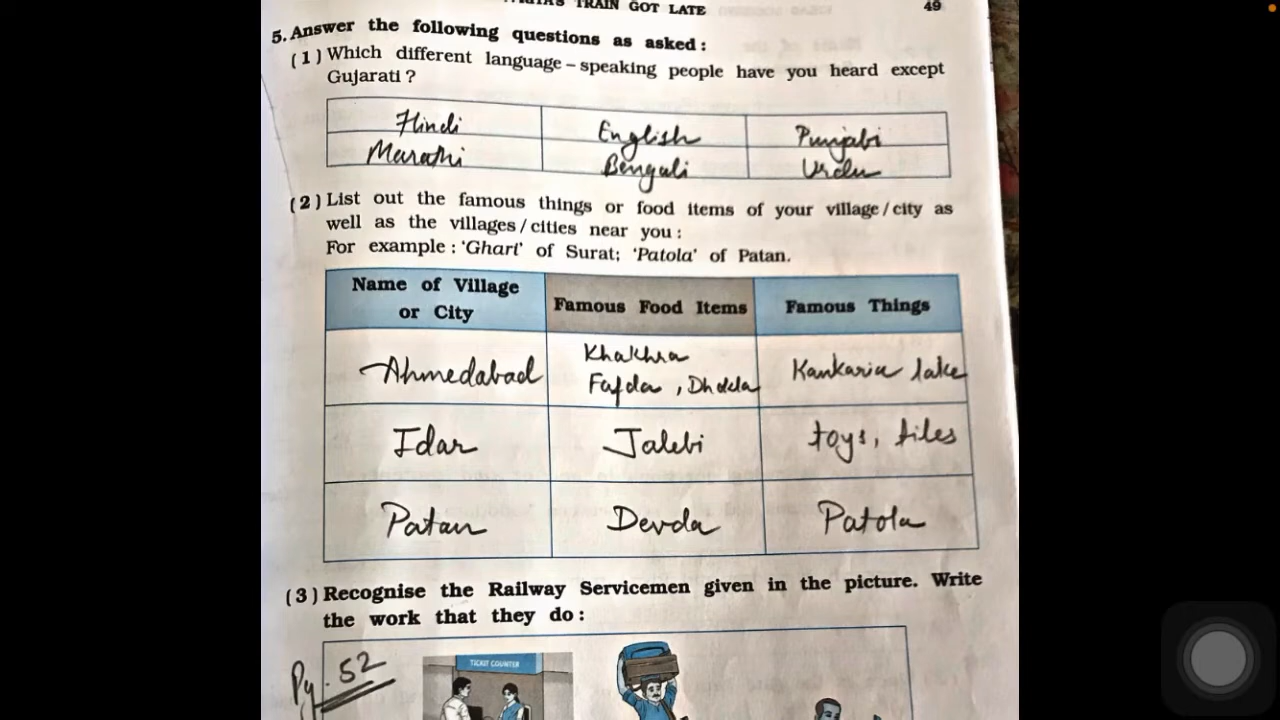 TRAIN GOT LATE
49
5. Answer the following questions as asked :
(1) Which different language – speaking people have you heard except
Gujarati ?
Hindi English Punjabi
Marathi Bengali Urdu
(2) List out the famous things or food items of your village / city as
well as the villages / cities near you :
For example : 'Ghari' of Surat; 'Patola' of Patan.
Name of Village
or City
Famous Food Items
Famous Things
Ahmedabad
Khakhra
Fafda , Dhokla
Kankaria lake
Idar Jalebi toys, tiles
Patan Devda Patola
(3) Recognise the Railway Servicemen given in the picture. Write
the work that they do :
Pg. 52
TICKET COUNTER